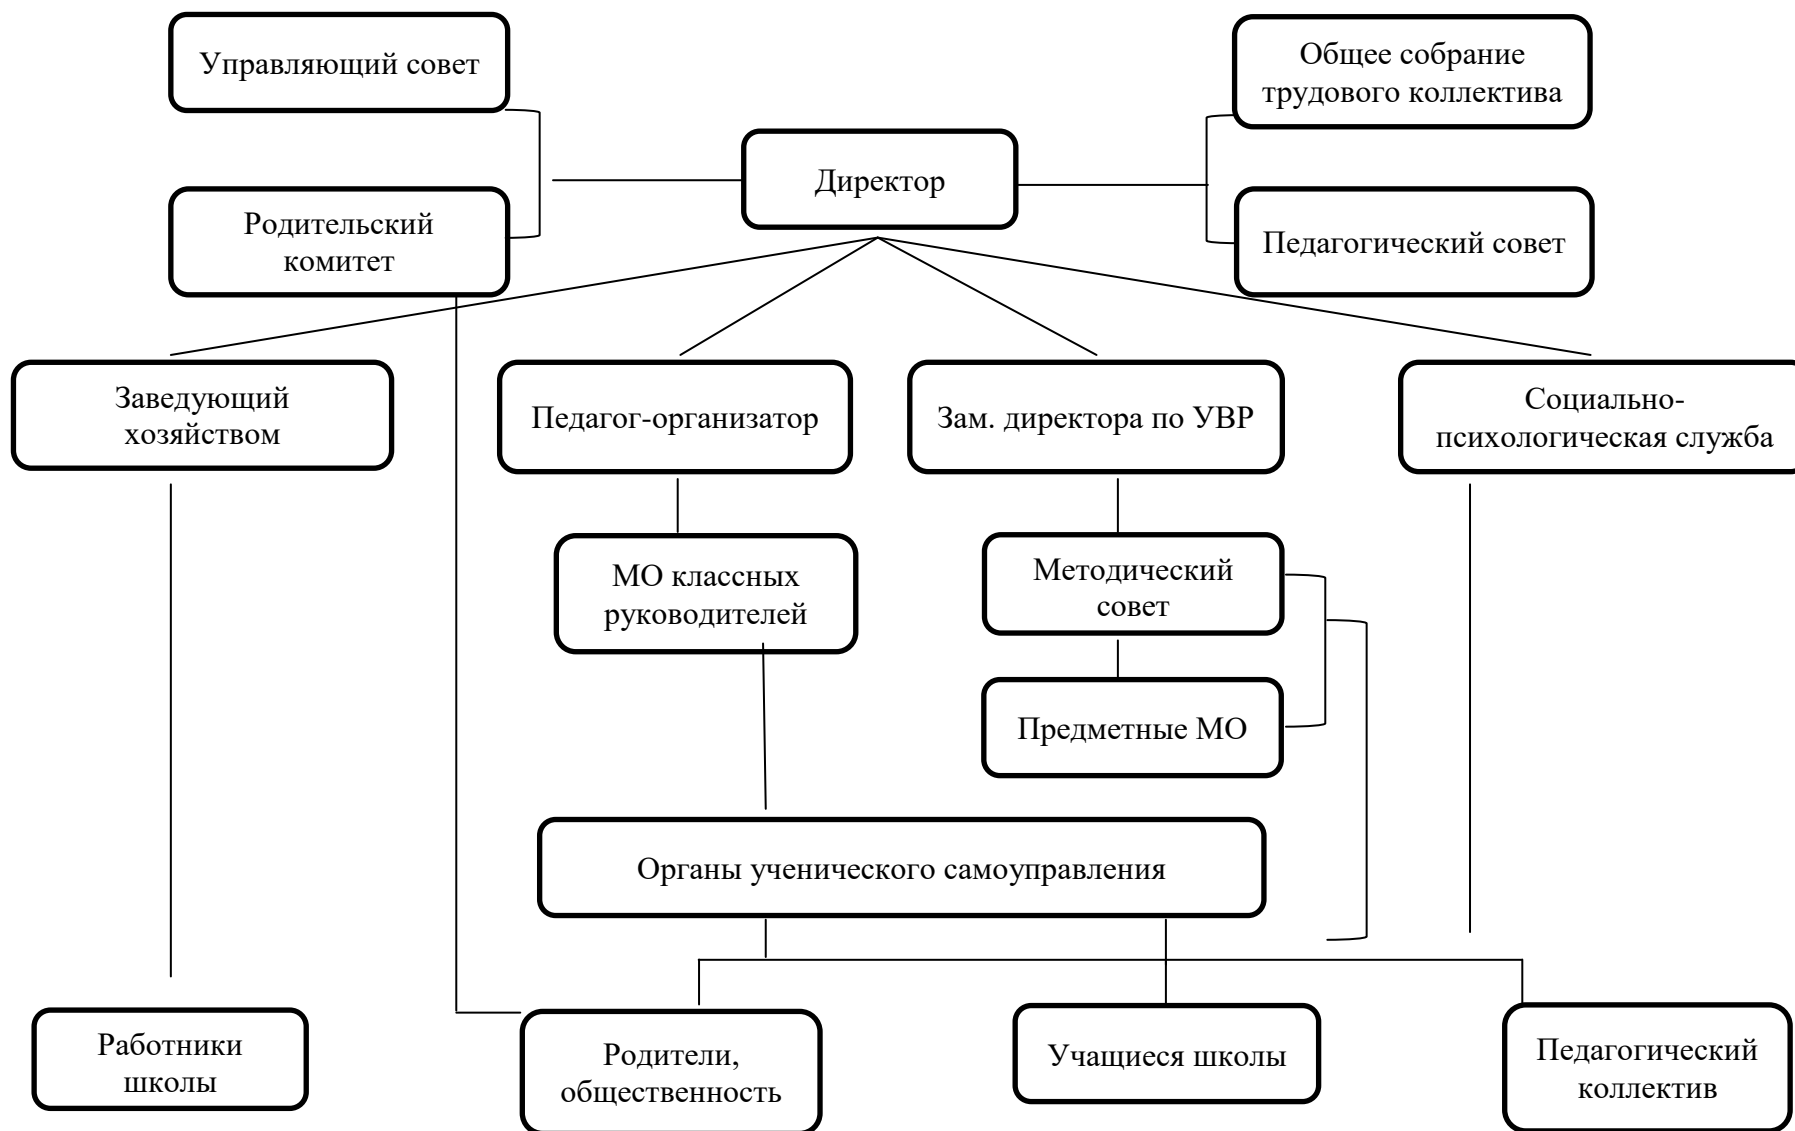 Управляющий совет
Общее собрание
трудового коллектива
Директор
Родительский
комитет
Педагогический совет
Заведующий
хозяйством
Педагог-организатор
Зам. директора по УВР
Социально-
психологическая служба
МО классных
руководителей
Методический
совет
Предметные МО
Органы ученического самоуправления
Работники
школы
Родители,
общественность
Учащиеся школы
Педагогический
коллектив